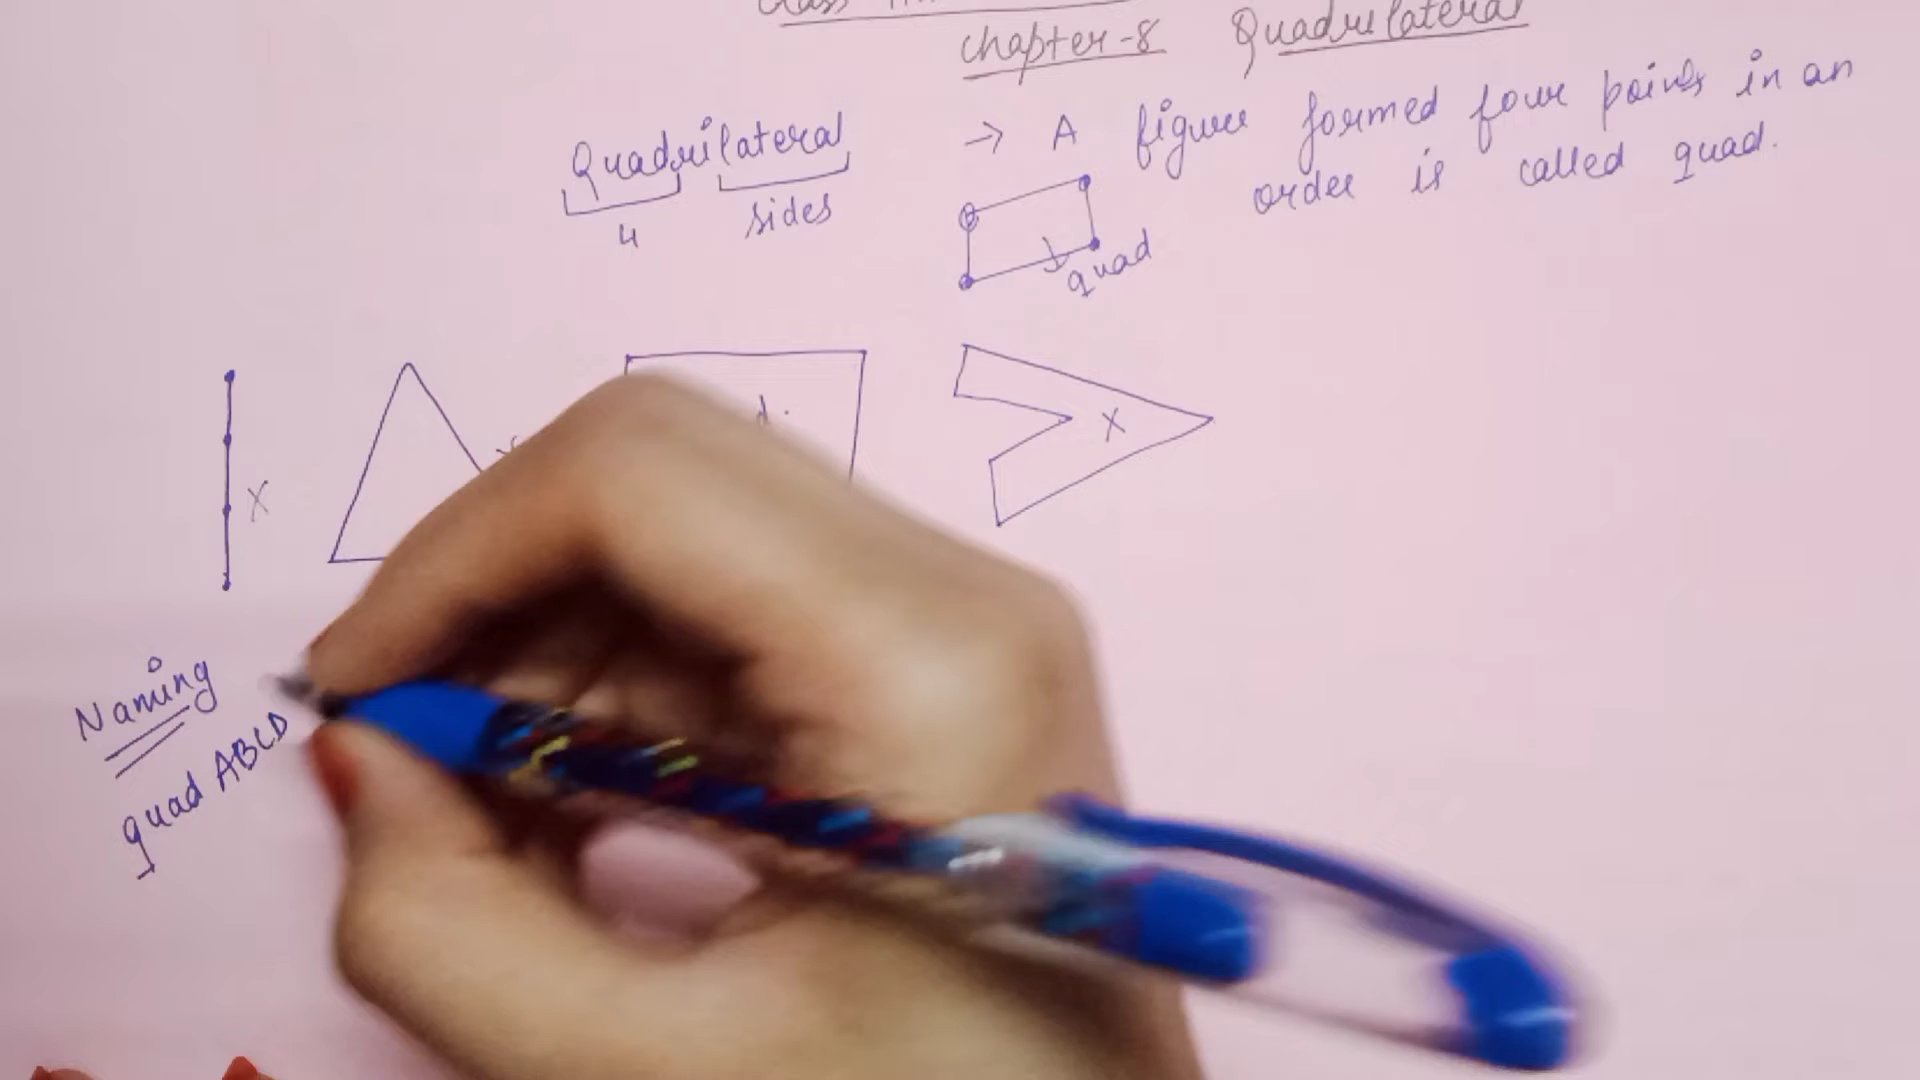 class
chapter-8 Quadrilateral
Quadrilateral
4 sides
→ A figure formed four points in an
order is called quad.
quad
X
X
Naming
quad ABCD